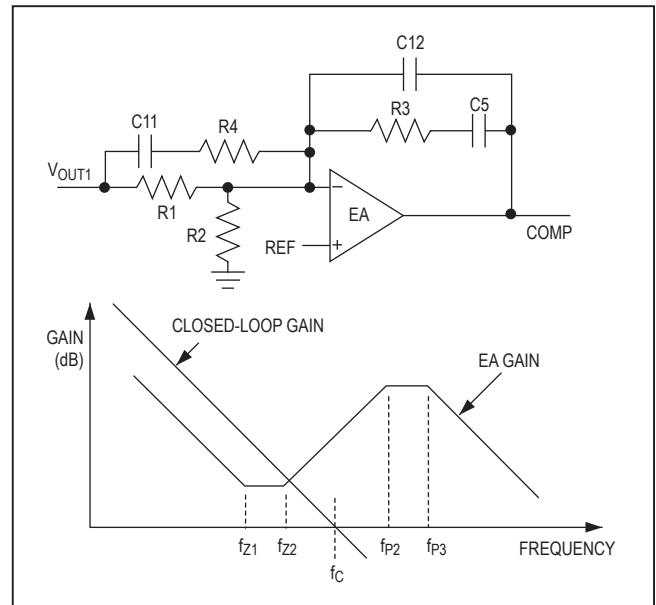 C12
R3
C5
C11
R4
VOUT1
R1
R2
EA
REF
COMP
GAIN
(dB)
CLOSED-LOOP GAIN
EA GAIN
fZ1
fZ2
fC
fP2
fP3
FREQUENCY